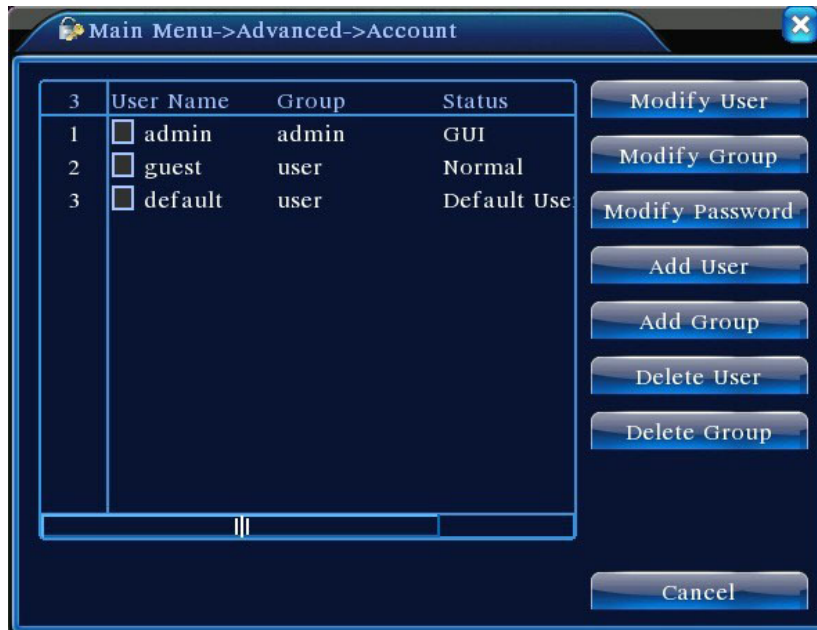 Main Menu->Advanced->Account
3 User Name Group Status
1 admin admin GUI
2 guest user Normal
3 default user Default Use
Modify User
Modify Group
Modify Password
Add User
Add Group
Delete User
Delete Group
Cancel